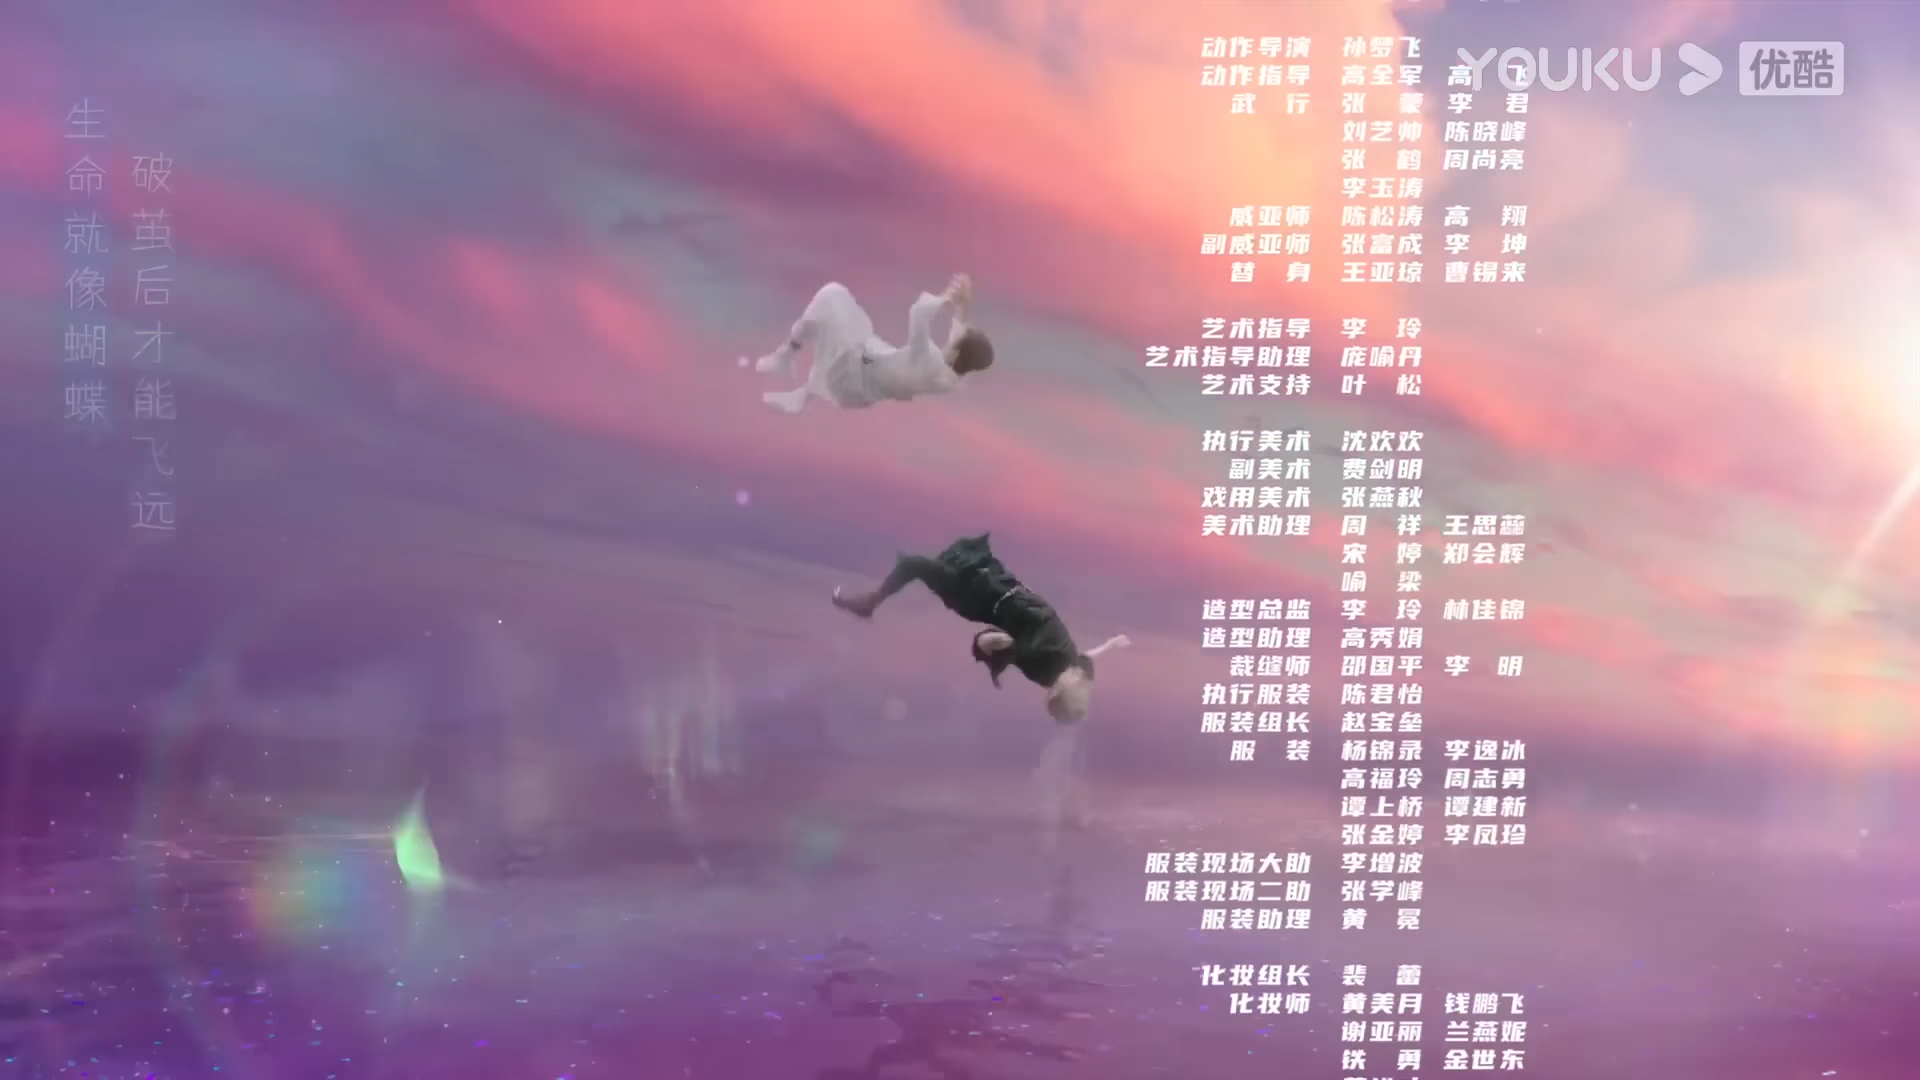 生命就像蝴蝶
破茧后才能飞远
YOUKU 优酷
动作导演 孙梦飞
动作指导 高全军 高 飞
武 行 张 蒙 李 君
刘艺帅 陈晓峰
张 鹤 周尚亮
李玉涛
威亚师 陈松涛 高 翔
副威亚师 张富成 李 坤
替 身 王亚琼 曹锡来
艺术指导 李 玲
艺术指导助理 庞喻丹
艺术支持 叶 松
执行美术 沈欢欢
副美术 费剑明
戏用美术 张燕秋
美术助理 周 祥 王思蕊
宋 婷 郑会辉
喻 梁
造型总监 李 玲 林佳锦
造型助理 高秀娟
裁缝师 邵国平 李 明
执行服装 陈君怡
服装组长 赵宝垒
服 装 杨锦录 李逸冰
高福玲 周志勇
谭上桥 谭建新
张金婷 李凤珍
服装现场大助 李增波
服装现场二助 张学峰
服装助理 黄 冕
化妆组长 裴 蕾
化妆师 黄美月 钱鹏飞
谢亚丽 兰燕妮
铁 勇 金世东